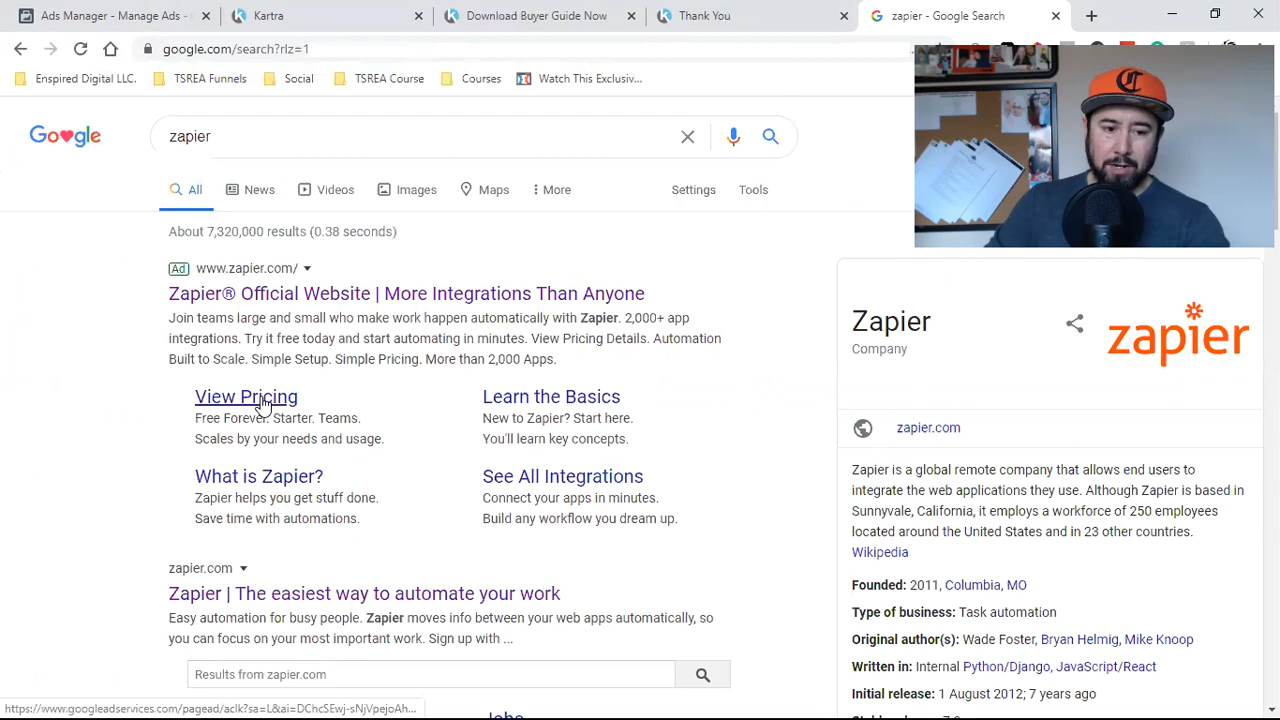 Ads Manager - Manage Ads -
Kartra
Download Buyer Guide Now
Thank You
zapier - Google Search
google.com/search?rlz=1
Enspired Digital LLC.
TSREA Funnels
Social
TSREA Course
Courses
Watch This Exclusiv...
zapier
All
News
Videos
Images
Maps
More
Settings
Tools
About 7,320,000 results (0.38 seconds)
Ad www.zapier.com/
Zapier® Official Website | More Integrations Than Anyone
Join teams large and small who make work happen automatically with Zapier. 2,000+ app
integrations. Try it free today and start automating in minutes. View Pricing Details. Automation
Built to Scale. Simple Setup. Simple Pricing. More than 2,000 Apps.
View Pricing
Free Forever. Starter. Teams.
Scales by your needs and usage.
Learn the Basics
New to Zapier? Start here.
You'll learn key concepts.
What is Zapier?
Zapier helps you get stuff done.
Save time with automations.
See All Integrations
Connect your apps in minutes.
Build any workflow you dream up.
zapier.com
Zapier | The easiest way to automate your work
Easy automation for busy people. Zapier moves info between your web apps automatically, so
you can focus on your most important work. Sign up with ...
Results from zapier.com
Jobs
https://www.googleadservices.com/pagead/aclk?sa=L&ai=DChcSEwj-sNjVpejoAh...
Zapier
Company
zapier
zapier.com
Zapier is a global remote company that allows end users to
integrate the web applications they use. Although Zapier is based in
Sunnyvale, California, it employs a workforce of 250 employees
located around the United States and in 23 other countries.
Wikipedia
Founded: 2011, Columbia, MO
Type of business: Task automation
Original author(s): Wade Foster, Bryan Helmig, Mike Knoop
Written in: Internal Python/Django, JavaScript/React
Initial release: 1 August 2012; 7 years ago